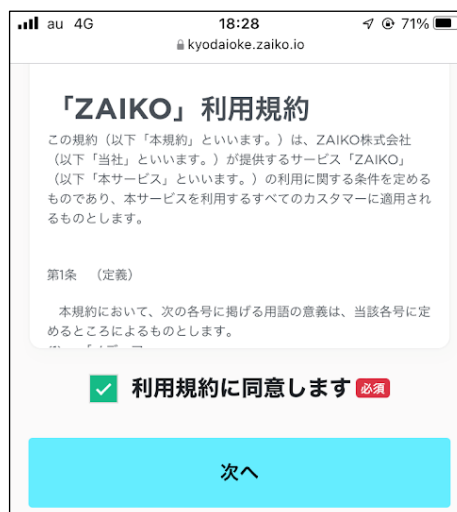 au 4G 18:28 71%
kyodaioke.zaiko.io
「ZAIKO」利用規約
この規約（以下「本規約」といいます。）は、ZAIKO株式会社
（以下「当社」といいます。）が提供するサービス「ZAIKO」
（以下「本サービス」といいます。）の利用に関する条件を定める
ものであり、本サービスを利用するすべてのカスタマーに適用され
るものとします。
第1条　（定義）
本規約において、次の各号に掲げる用語の意義は、当該各号に定
めるところによるものとします。
利用規約に同意します 必須
次へ